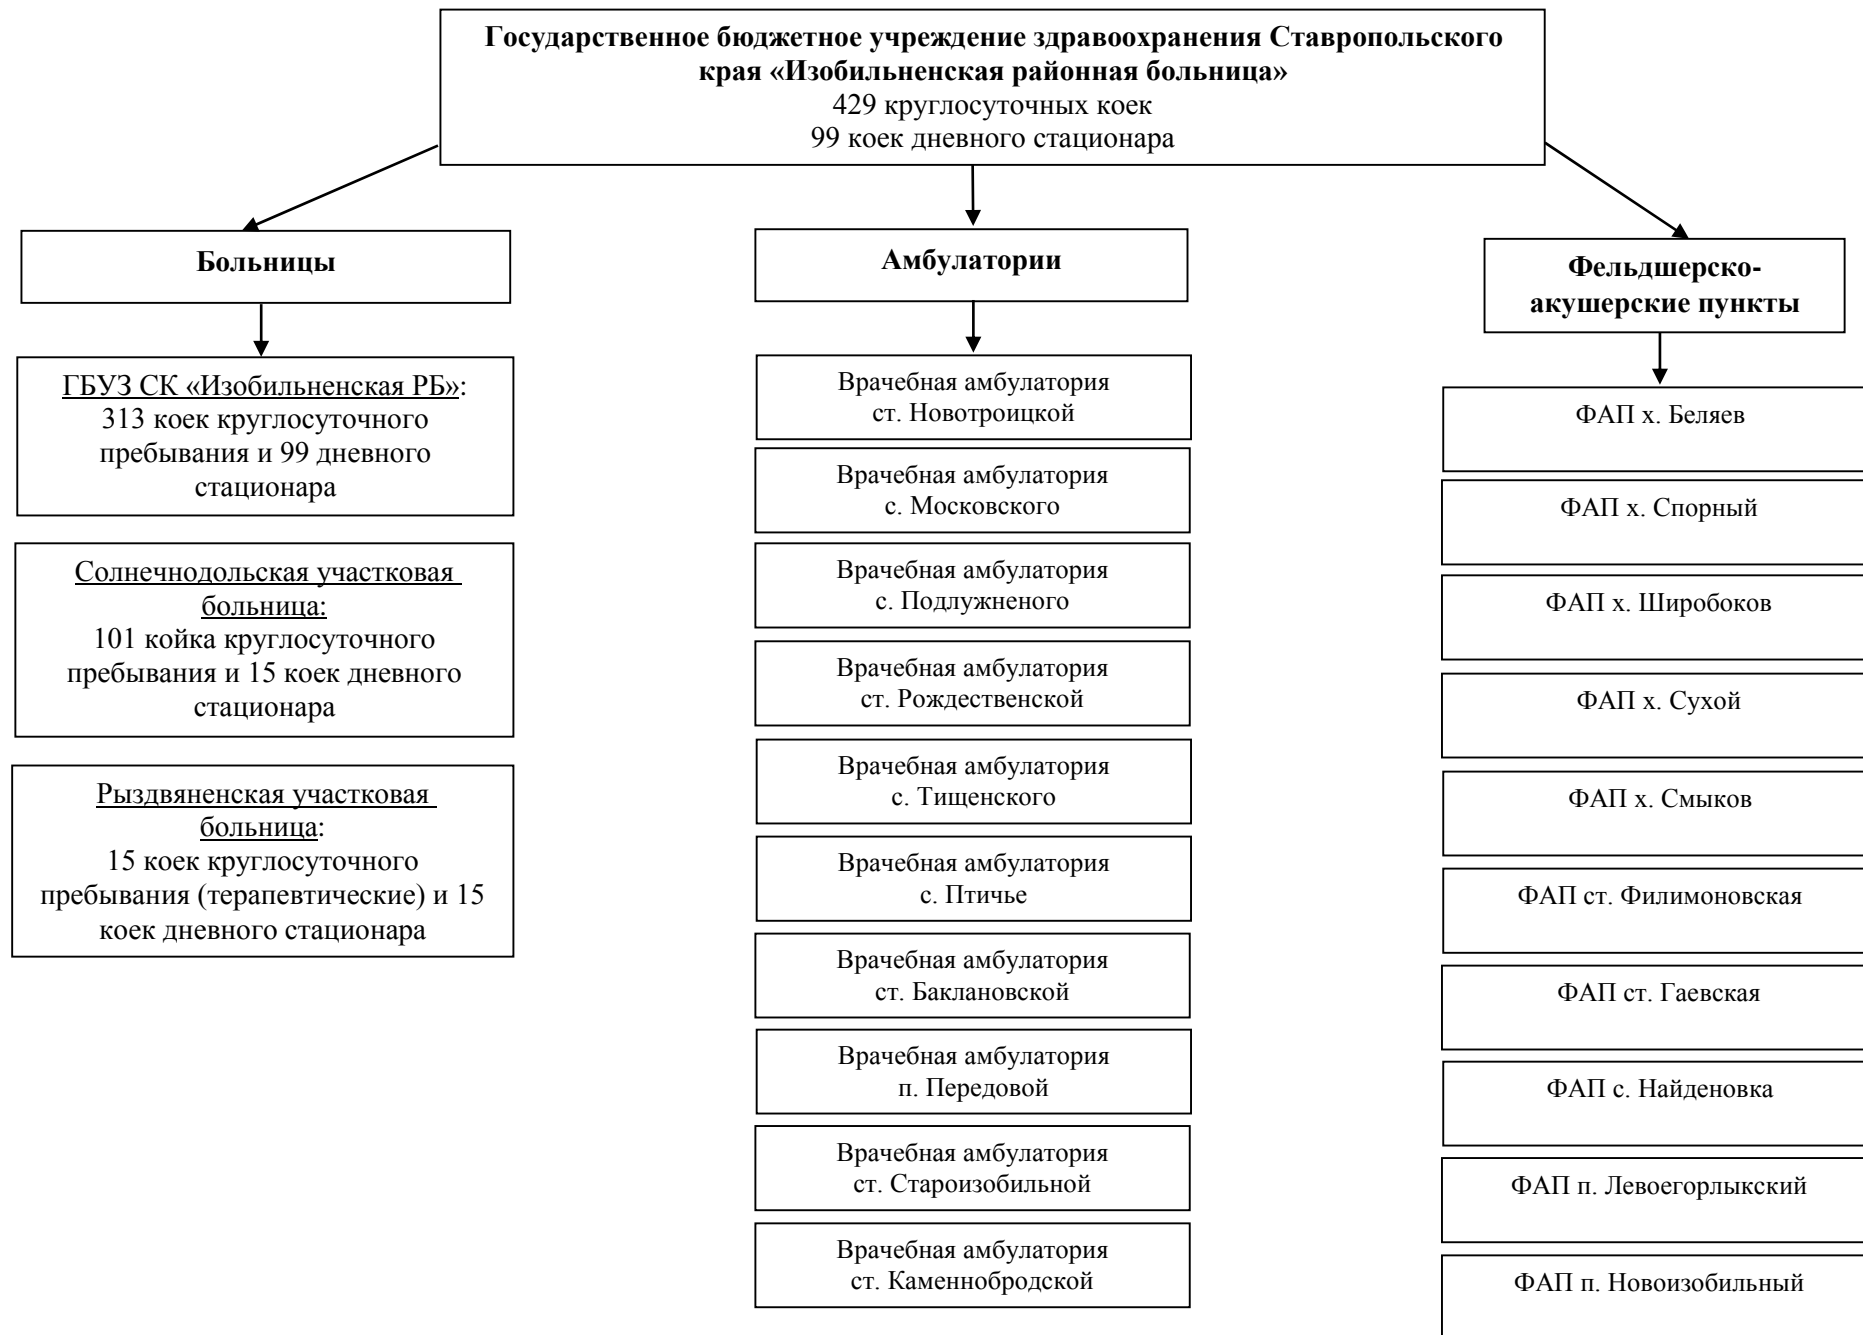 Государственное бюджетное учреждение здравоохранения Ставропольского
края «Изобильненская районная больница»
429 круглосуточных коек
99 коек дневного стационара
Больницы
ГБУЗ СК «Изобильненская РБ»:
313 коек круглосуточного
пребывания и 99 дневного
стационара
Солнечнодольская участковая
больница:
101 койка круглосуточного
пребывания и 15 коек дневного
стационара
Рыздвяненская участковая
больница:
15 коек круглосуточного
пребывания (терапевтические) и 15
коек дневного стационара
Амбулатории
Врачебная амбулатория
ст. Новотроицкой
Врачебная амбулатория
с. Московского
Врачебная амбулатория
с. Подлужненого
Врачебная амбулатория
ст. Рождественской
Врачебная амбулатория
с. Тищенского
Врачебная амбулатория
с. Птичье
Врачебная амбулатория
ст. Баклановской
Врачебная амбулатория
п. Передовой
Врачебная амбулатория
ст. Староизобильной
Врачебная амбулатория
ст. Каменнобродской
Фельдшерско-
акушерские пункты
ФАП х. Беляев
ФАП х. Спорный
ФАП х. Широбоков
ФАП х. Сухой
ФАП х. Смыков
ФАП ст. Филимоновская
ФАП ст. Гаевская
ФАП с. Найденовка
ФАП п. Левоегорлыкский
ФАП п. Новоизобильный